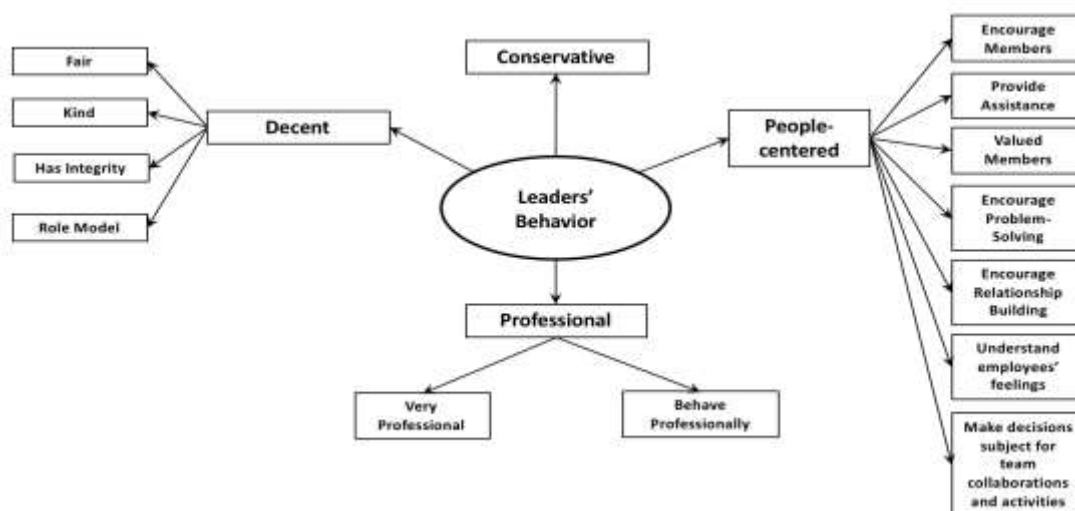 Conservative
Fair
Kind
Has Integrity
Role Model
Decent
Leaders'
Behavior
People-
centered
Encourage
Members
Provide
Assistance
Valued
Members
Encourage
Problem-
Solving
Encourage
Relationship
Building
Understand
employees'
feelings
Make decisions
subject for
team
collaborations
and activities
Professional
Very
Professional
Behave
Professionally